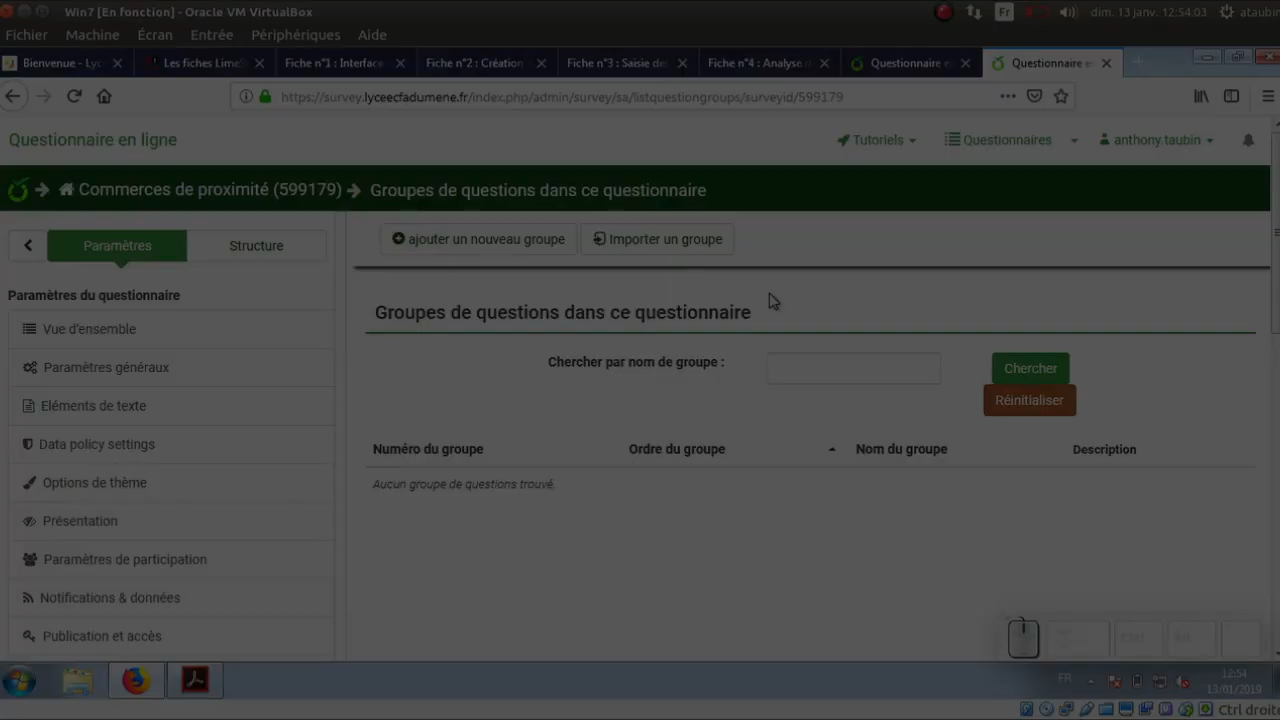 Win7 [En fonction] - Oracle VM VirtualBox
Fr
dim. 13 janv. 12:54:03
ataubin
Fichier Machine Écran Entrée Périphériques Aide
Bienvenue - Lyc
Les fiches Lime
Fiche n°1 : Interface
Fiche n°2 : Création
Fiche n°3 : Saisie de
Fiche n°4 : Analyse
Questionnaire e
Questionnaire e
https://survey.lyceecfadumene.fr/index.php/admin/survey/sa/listquestiongroups/surveyid/599179
Questionnaire en ligne
Tutoriels
Questionnaires
anthony.taubin
Commerces de proximité (599179)
Groupes de questions dans ce questionnaire
Paramètres
Structure
ajouter un nouveau groupe
Importer un groupe
Paramètres du questionnaire
Vue d'ensemble
Paramètres généraux
Eléments de texte
Data policy settings
Options de thème
Présentation
Paramètres de participation
Notifications & données
Publication et accès
Groupes de questions dans ce questionnaire
Chercher par nom de groupe :
Chercher
Réinitialiser
Numéro du groupe Ordre du groupe Nom du groupe Description
Aucun groupe de questions trouvé.
FR
12:54
13/01/2019
Ctrl droite